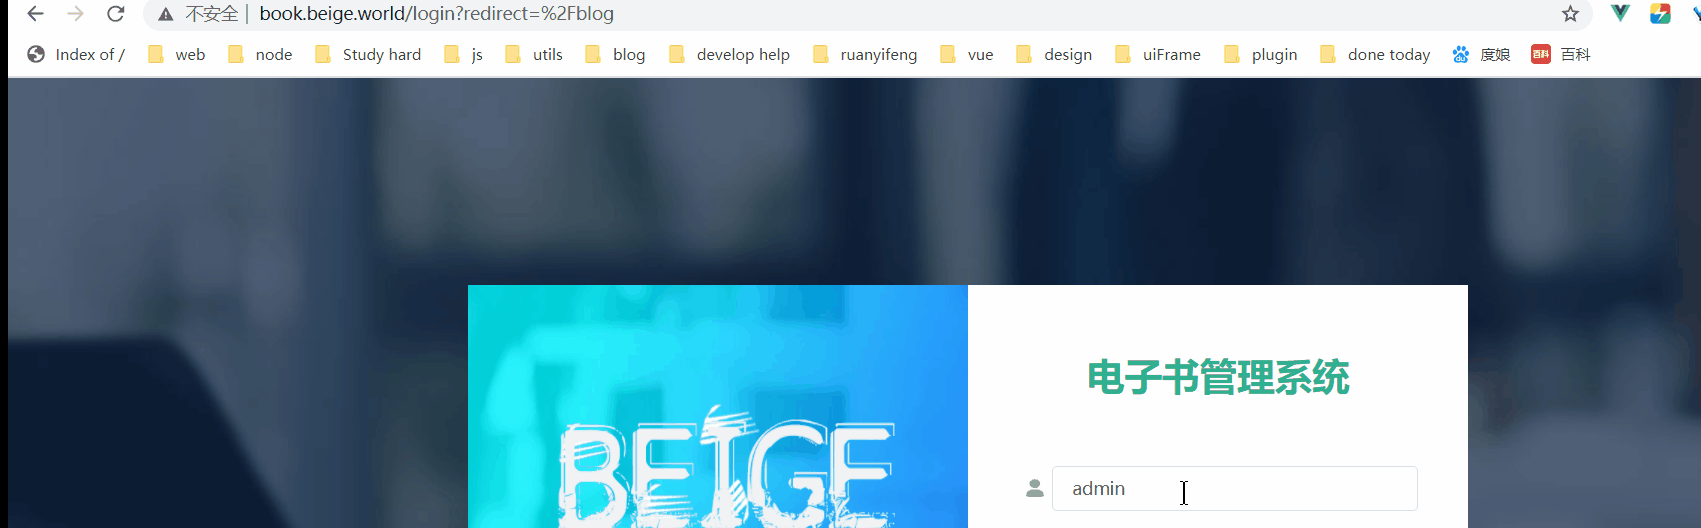 不安全 book.beige.world/login?redirect=%2Fblog
Index of / web node Study hard js utils blog develop help ruanyifeng vue design uiFrame plugin done today 度娘 百科 百科
电子书管理系统
BEIGE
admin